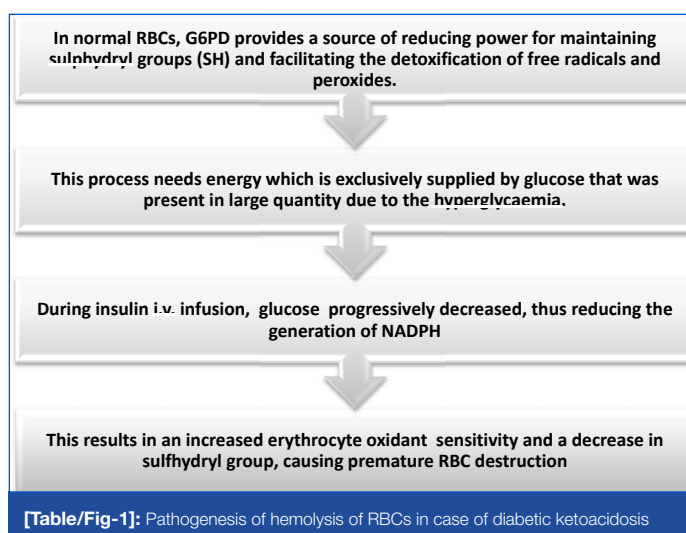 In normal RBCs, G6PD provides a source of reducing power for maintaining
sulphydryl groups (SH) and facilitating the detoxification of free radicals and
peroxides.
This process needs energy which is exclusively supplied by glucose that was
present in large quantity due to the hyperglycaemia.
During insulin i.v. infusion, glucose progressively decreased, thus reducing the
generation of NADPH
This results in an increased erythrocyte oxidant sensitivity and a decrease in
sulfhydryl group, causing premature RBC destruction
[Table/Fig-1]: Pathogenesis of hemolysis of RBCs in case of diabetic ketoacidosis